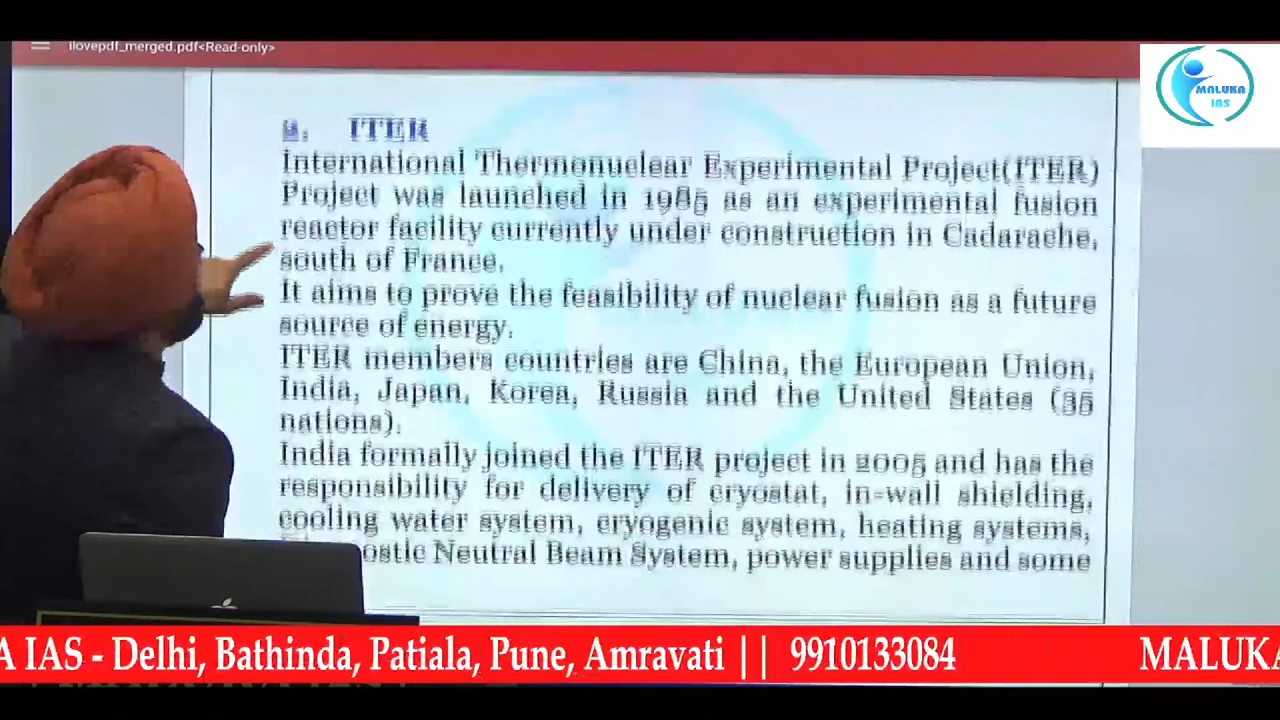 ilovepdf_merged.pdf<Read-only>
MALUKA
IAS
ITER
International Thermonuclear Experimental Project(ITER)
Project was launched in 1985 as an experimental fusion
reactor facility currently under construction in Cadarache,
south of France.
It aims to prove the feasibility of nuclear fusion as a future
source of energy.
ITER members countries are China, the European Union,
India, Japan, Korea, Russia and the United States (35
nations).
India formally joined the ITER project in 2005 and has the
responsibility for delivery of cryostat, in-wall shielding,
cooling water system, cryogenic system, heating systems,
ostic Neutral Beam System, power supplies and some
A IAS - Delhi, Bathinda, Patiala, Pune, Amravati || 9910133084 MALUKA